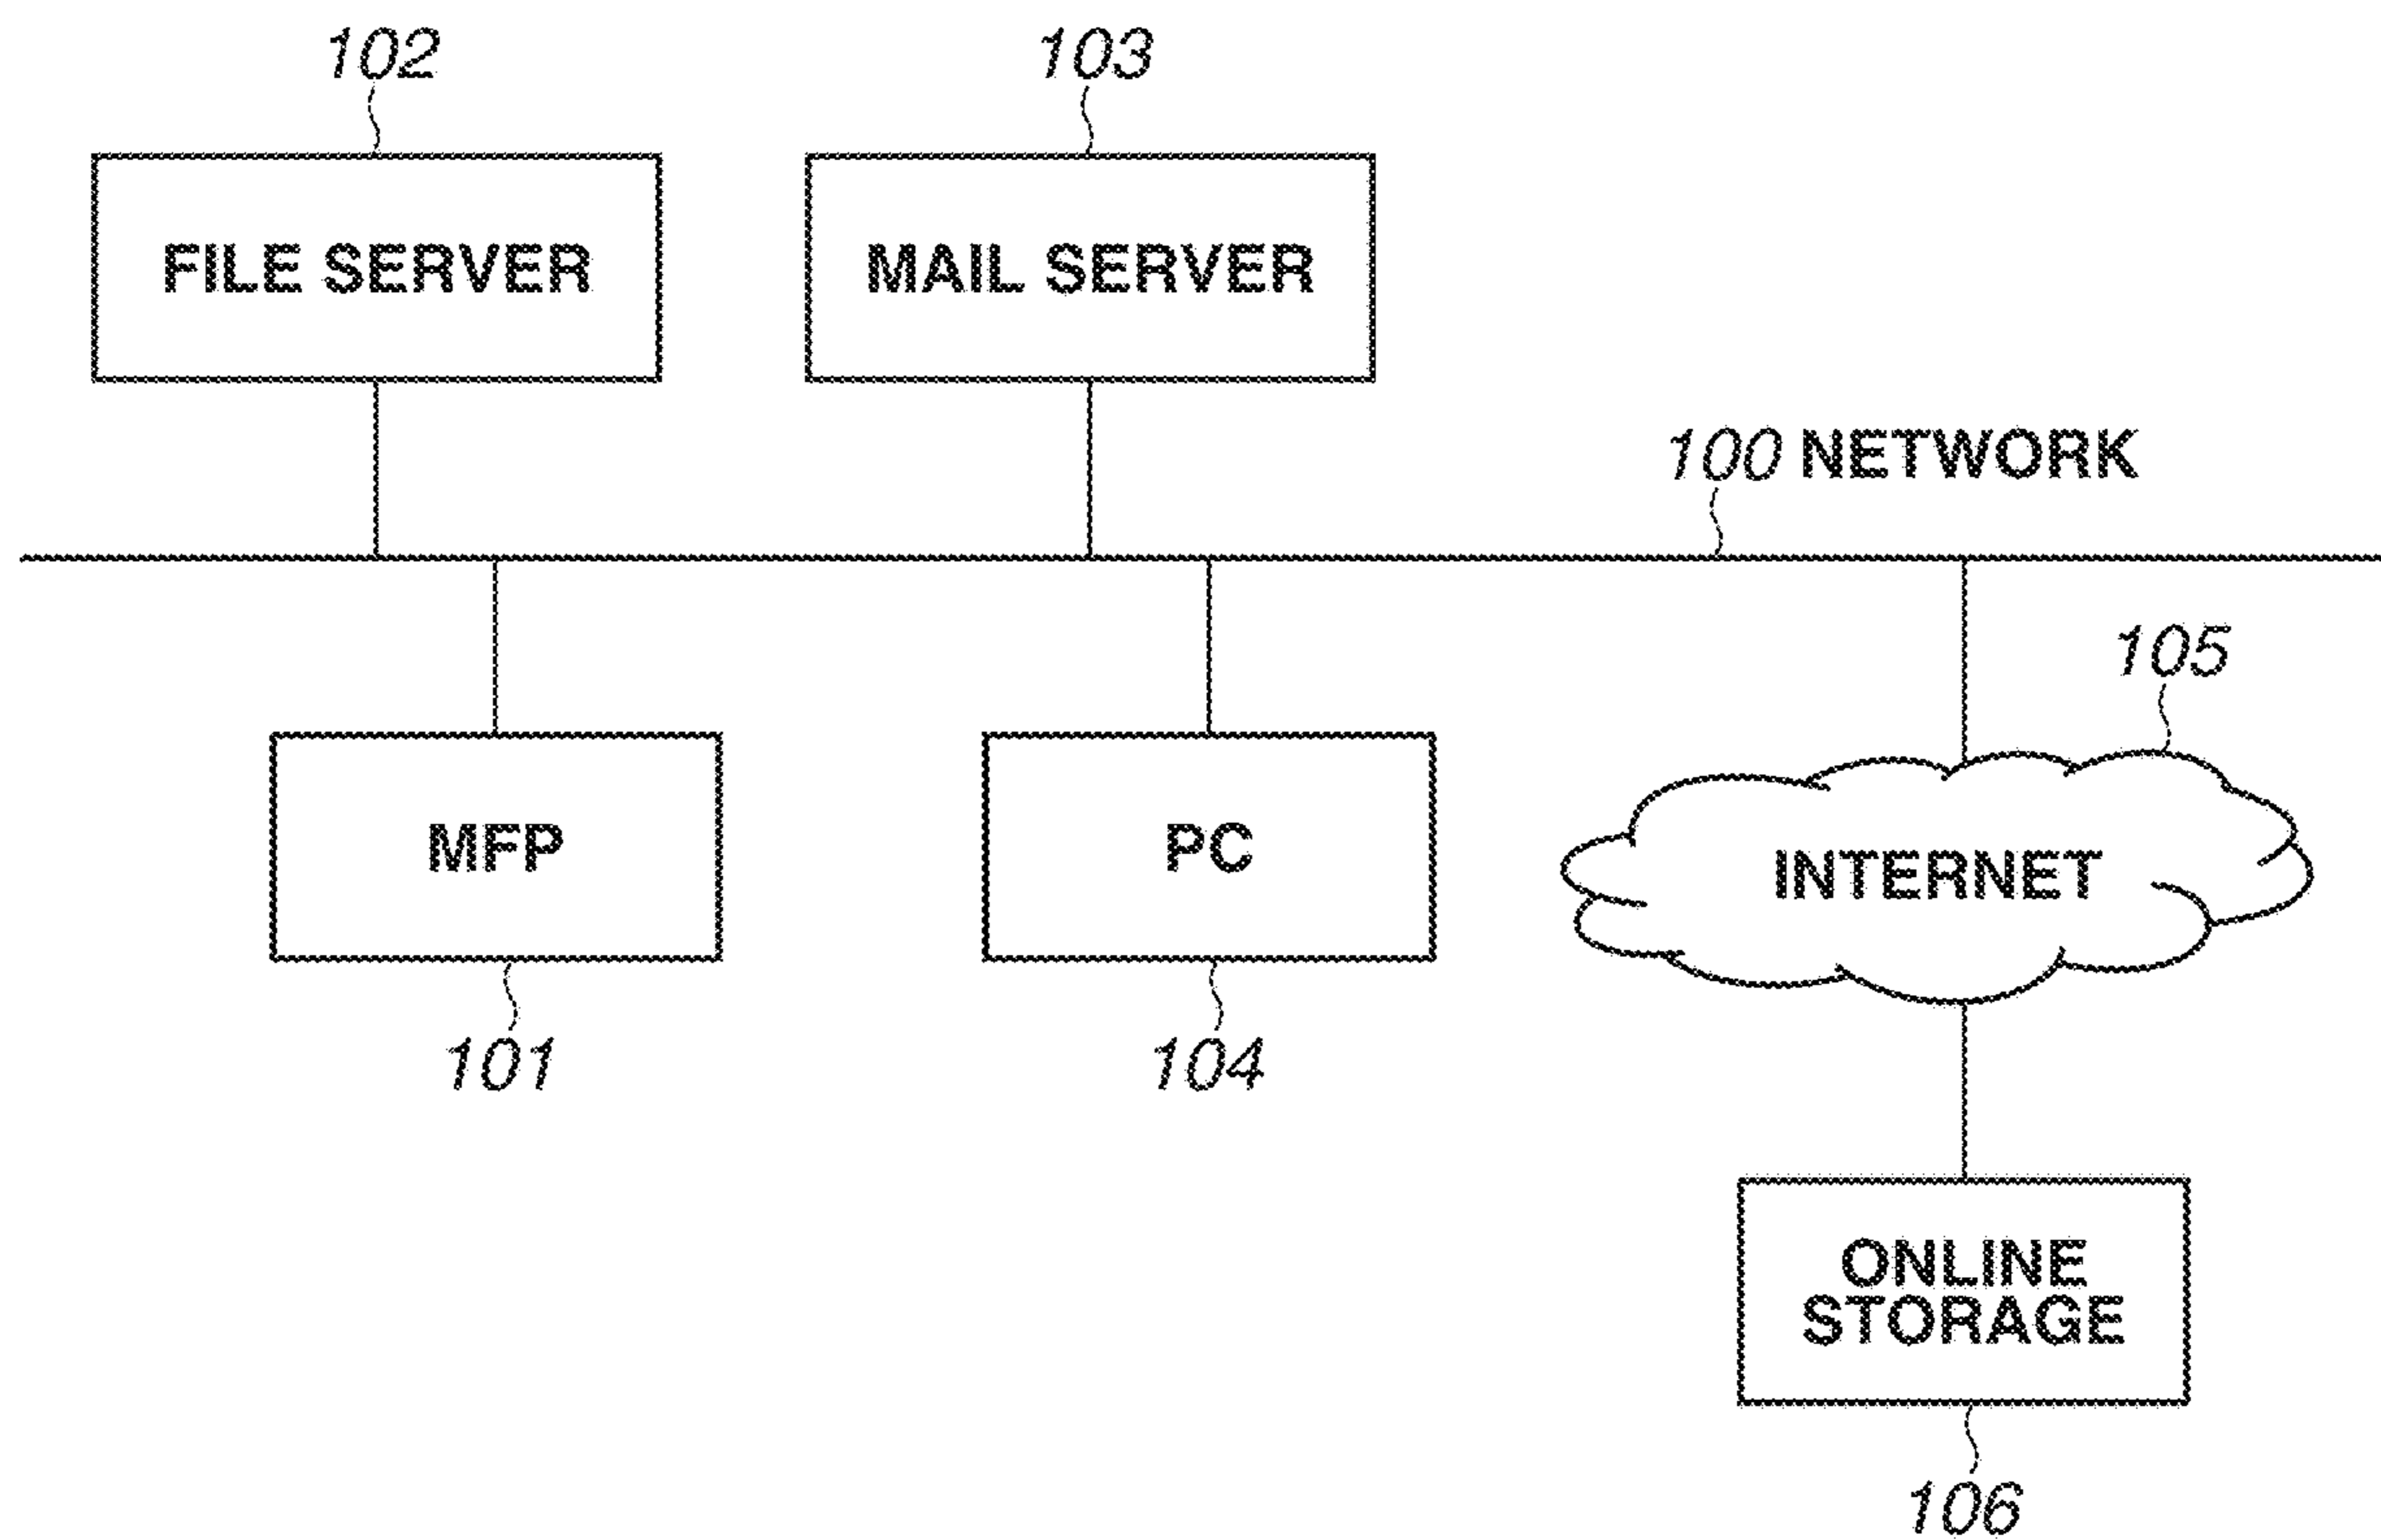 102
103
FILE SERVER
MAIL SERVER
100 NETWORK
105
MFP
PC
INTERNET
101
104
ONLINE
STORAGE
106